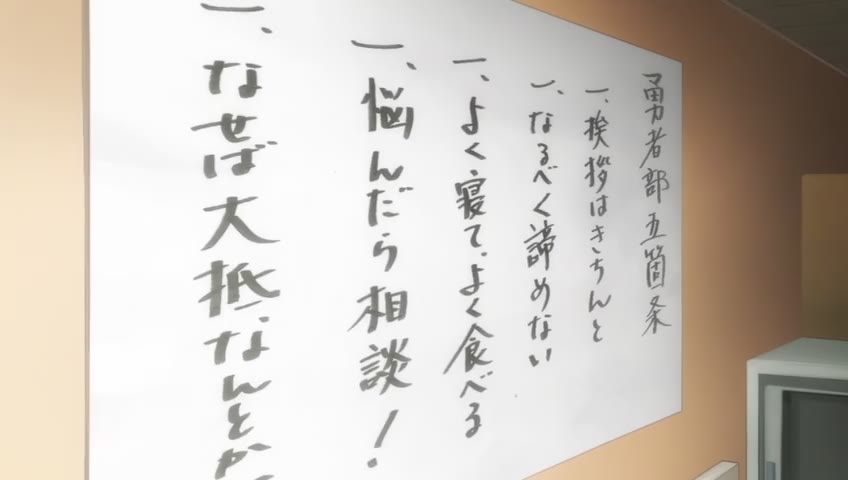 勇者部五箇条
一、挨拶はきちんと
一、なるべく諦めない
一、よく寝て、よく食べる
一、悩んだら相談!
一、なせば大抵なんとか